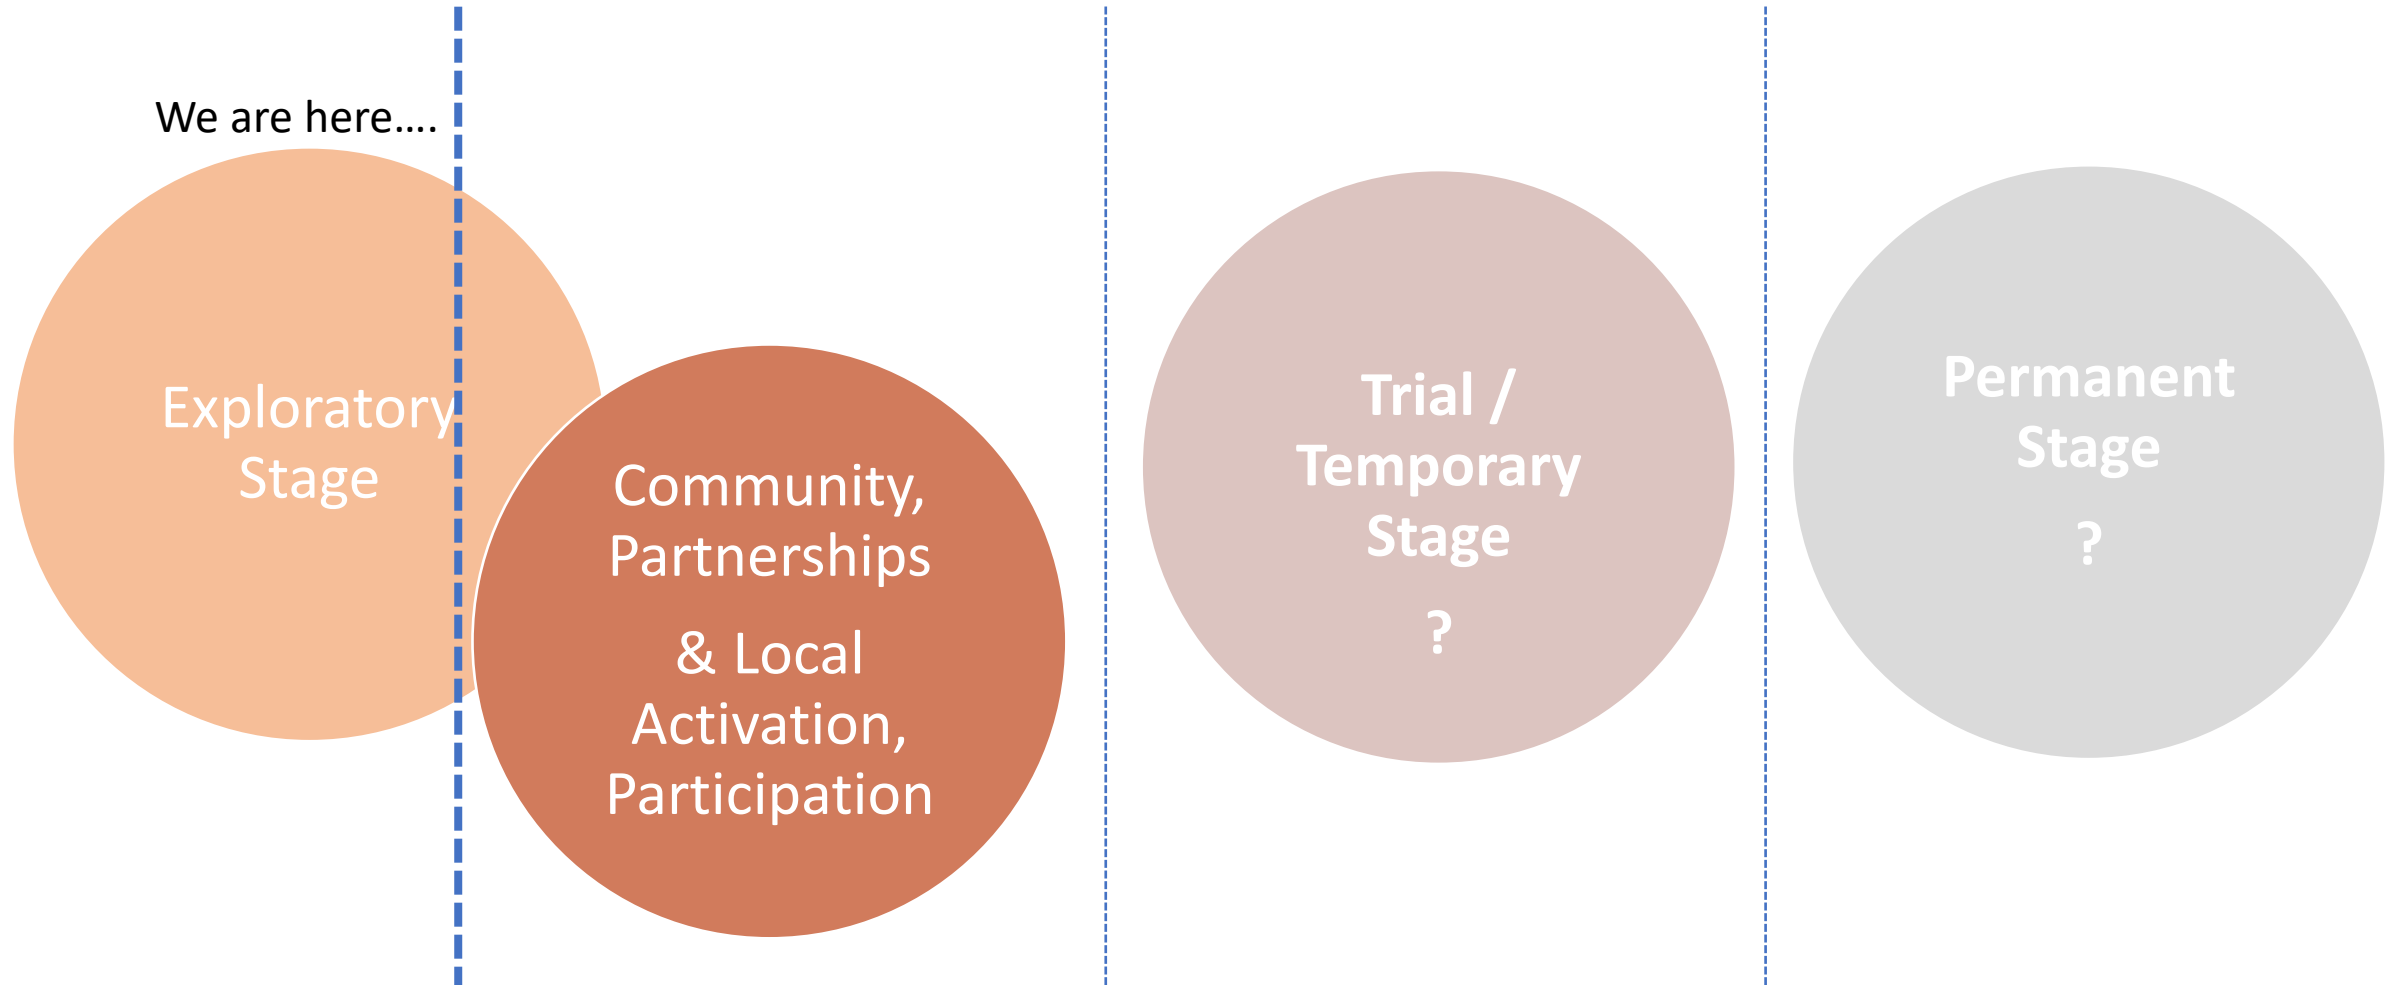 We are here....
Exploratory
Stage
Community,
Partnerships
& Local
Activation,
Participation
Trial /
Temporary
Stage
?
Permanent
Stage
?